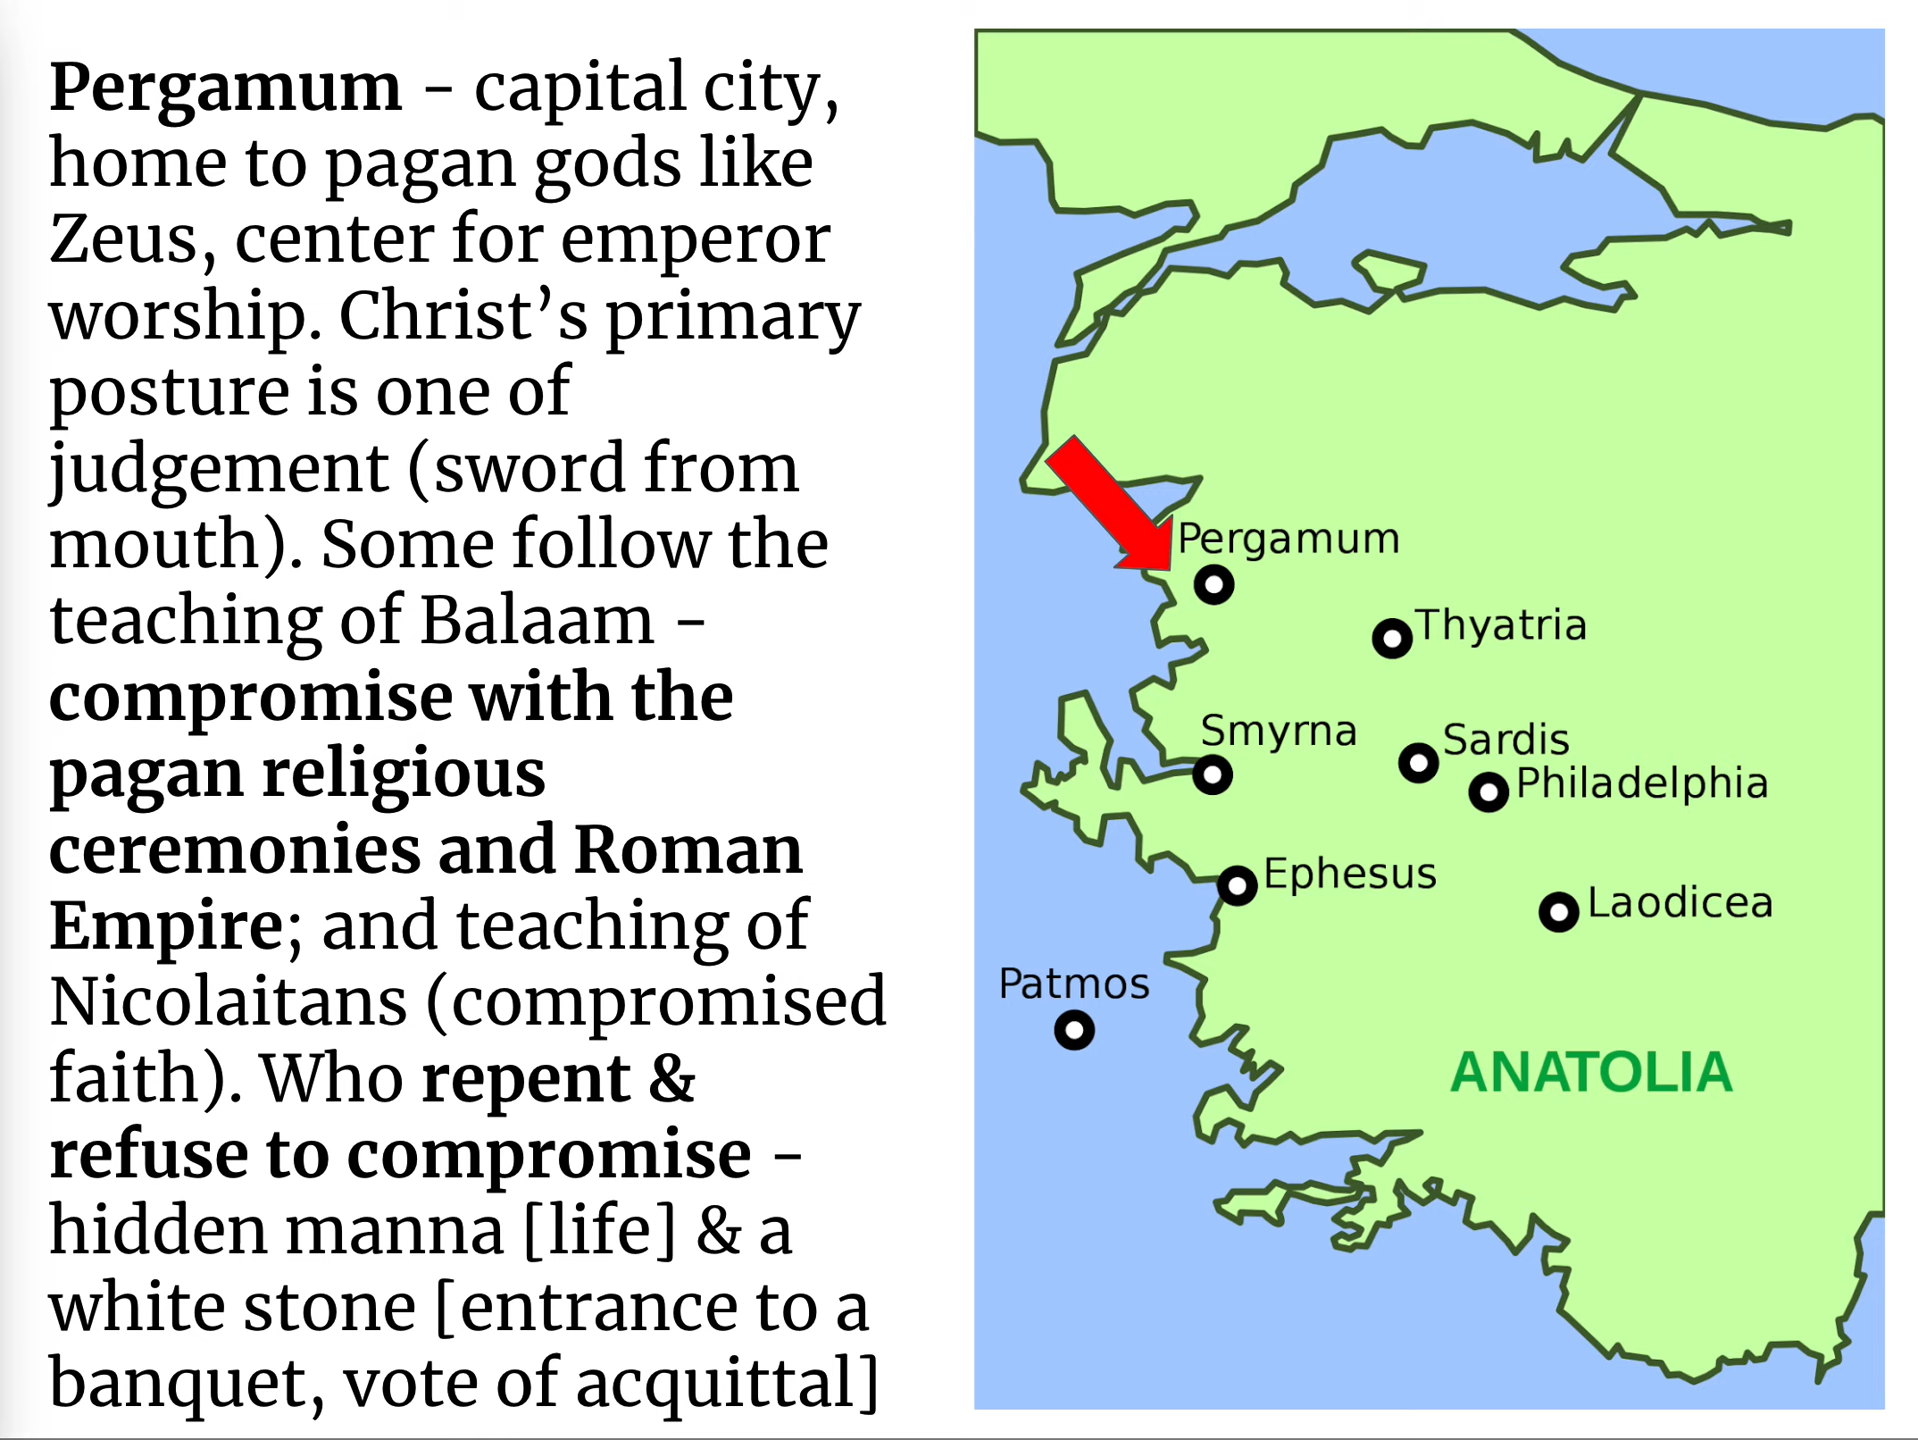 Pergamum - capital city,
home to pagan gods like
Zeus, center for emperor
worship. Christ’s primary
posture is one of
judgement (sword from
mouth). Some follow the
teaching of Balaam -
compromise with the
pagan religious
ceremonies and Roman
Empire; and teaching of
Nicolaitans (compromised
faith). Who repent &
refuse to compromise -
hidden manna [life] & a
white stone [entrance to a
banquet, vote of acquittal]
Pergamum
Thyatria
Smyrna
Sardis
Philadelphia
Ephesus
Laodicea
Patmos
ANATOLIA